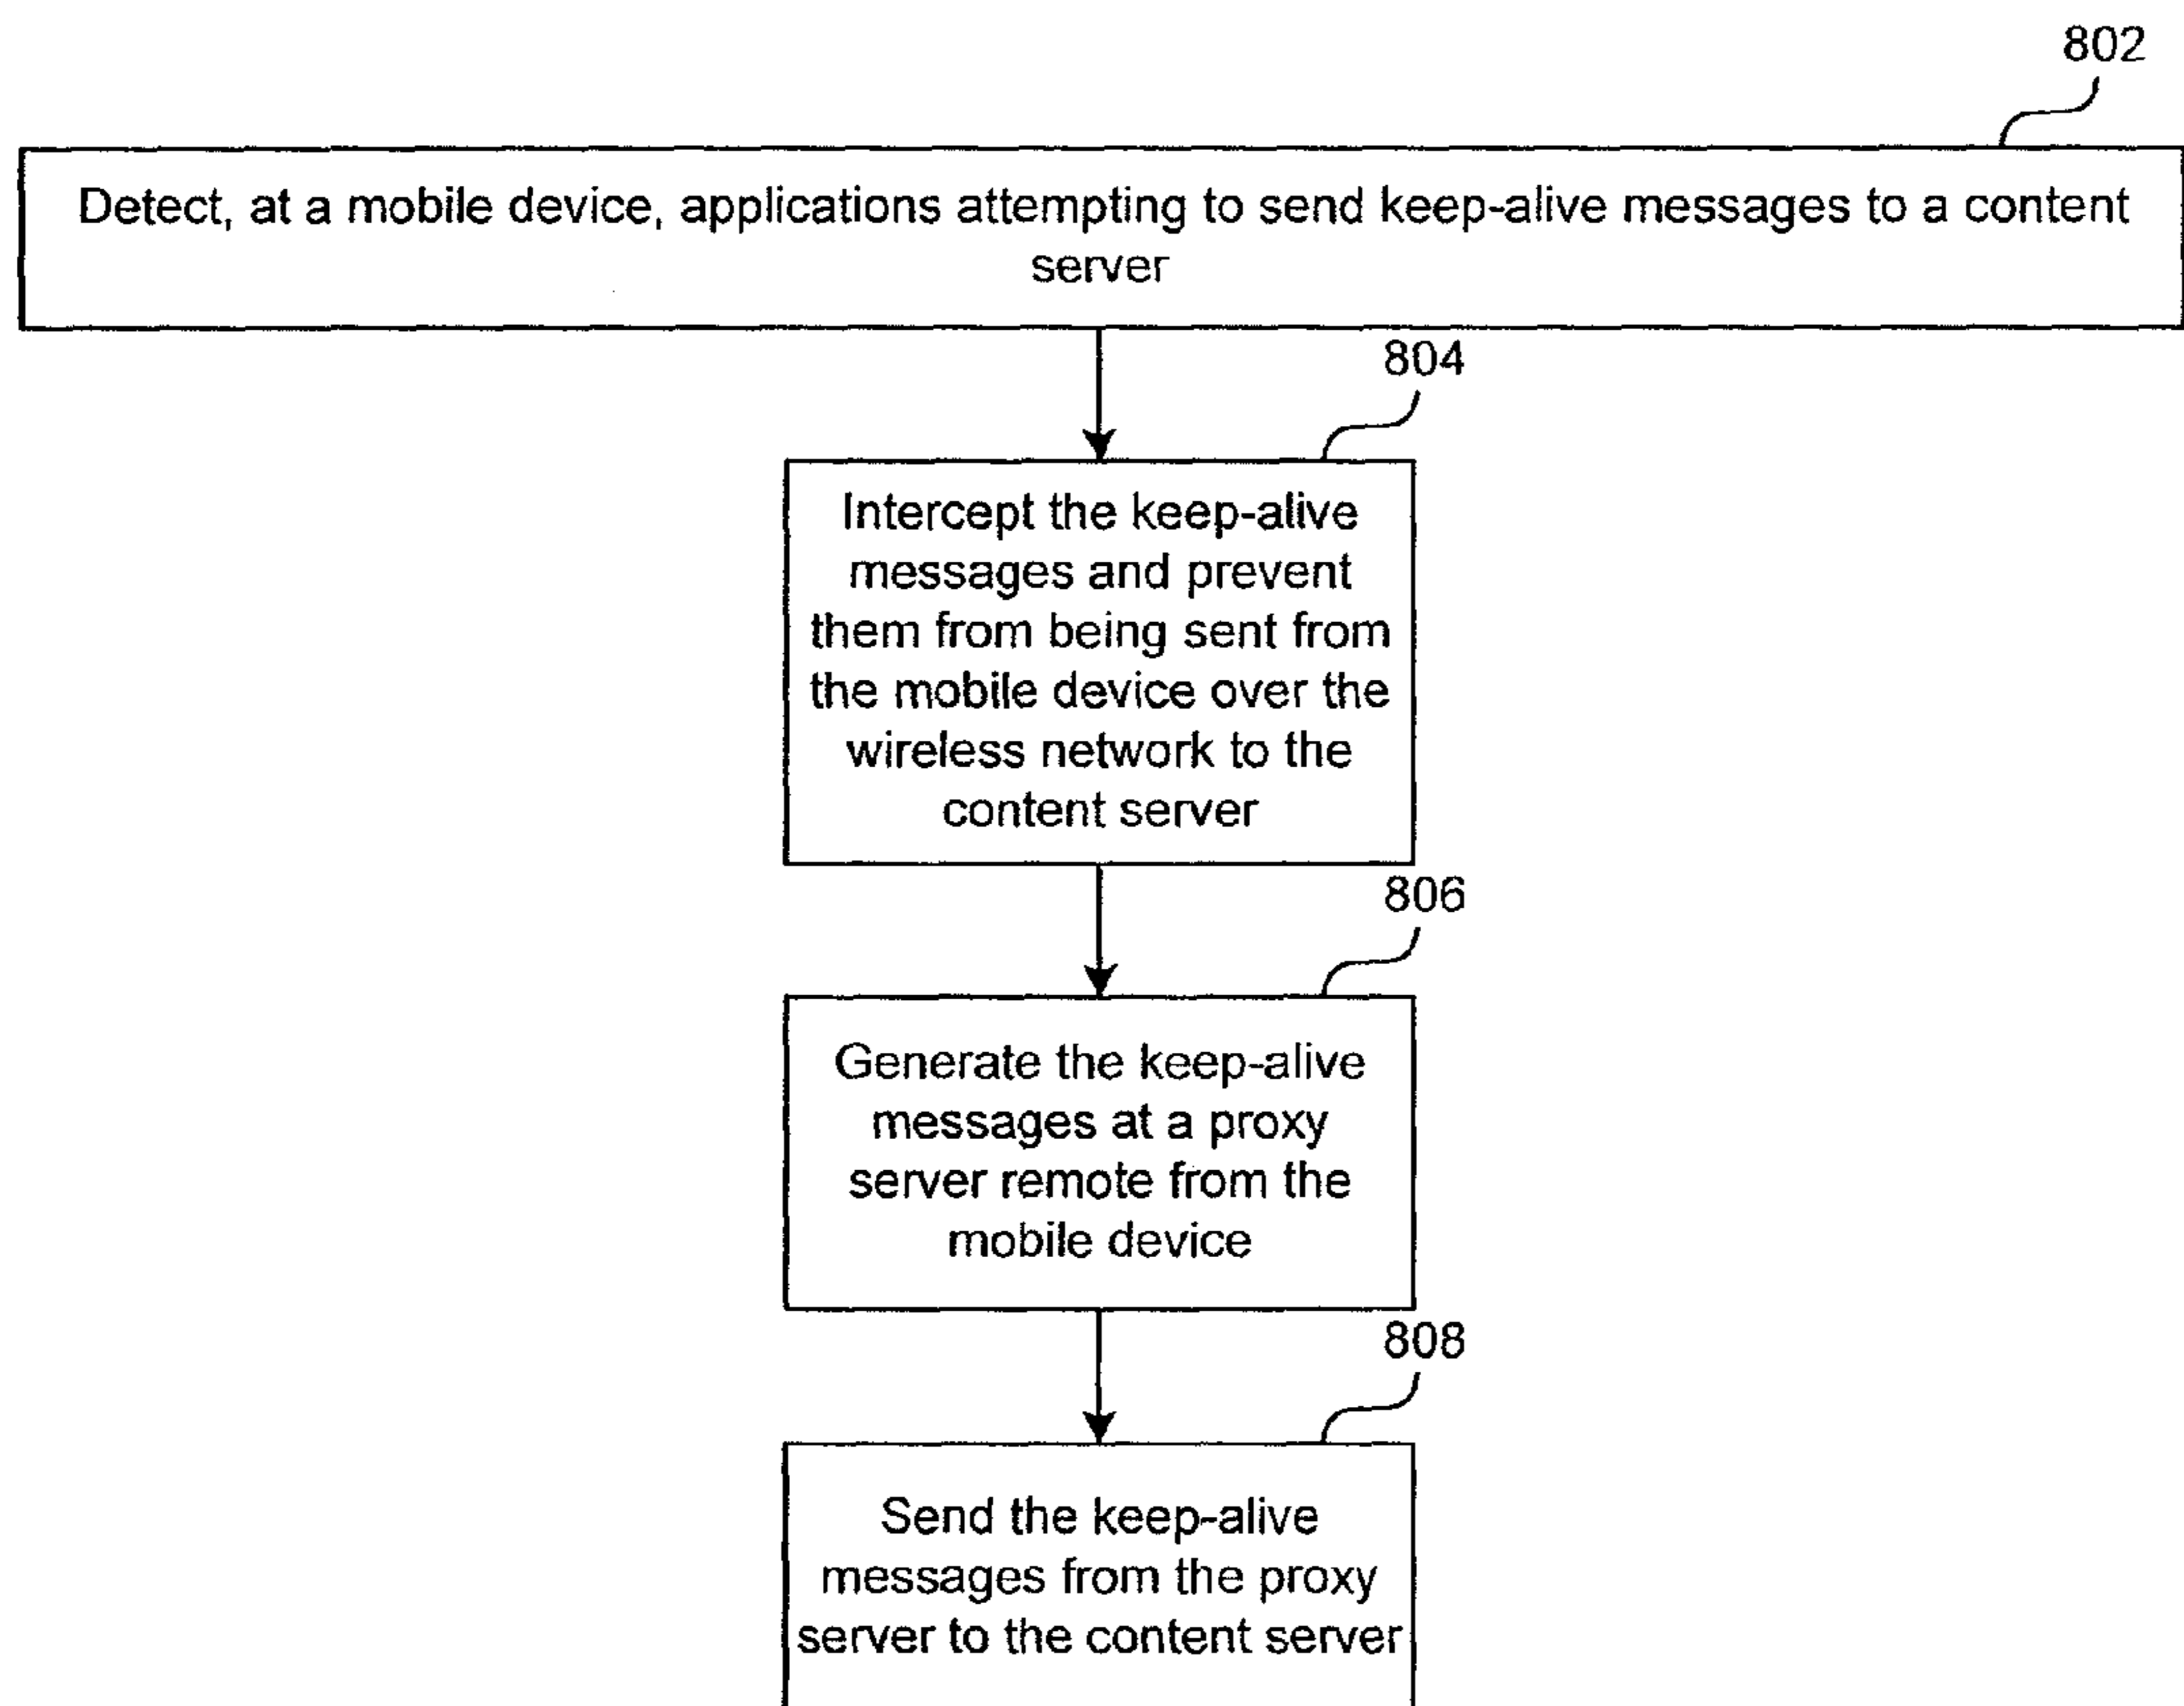 802
Detect, at a mobile device, applications attempting to send keep-alive messages to a content
server
804
Intercept the keep-alive
messages and prevent
them from being sent from
the mobile device over the
wireless network to the
content server
806
Generate the keep-alive
messages at a proxy
server remote from the
mobile device
808
Send the keep-alive
messages from the proxy
server to the content server